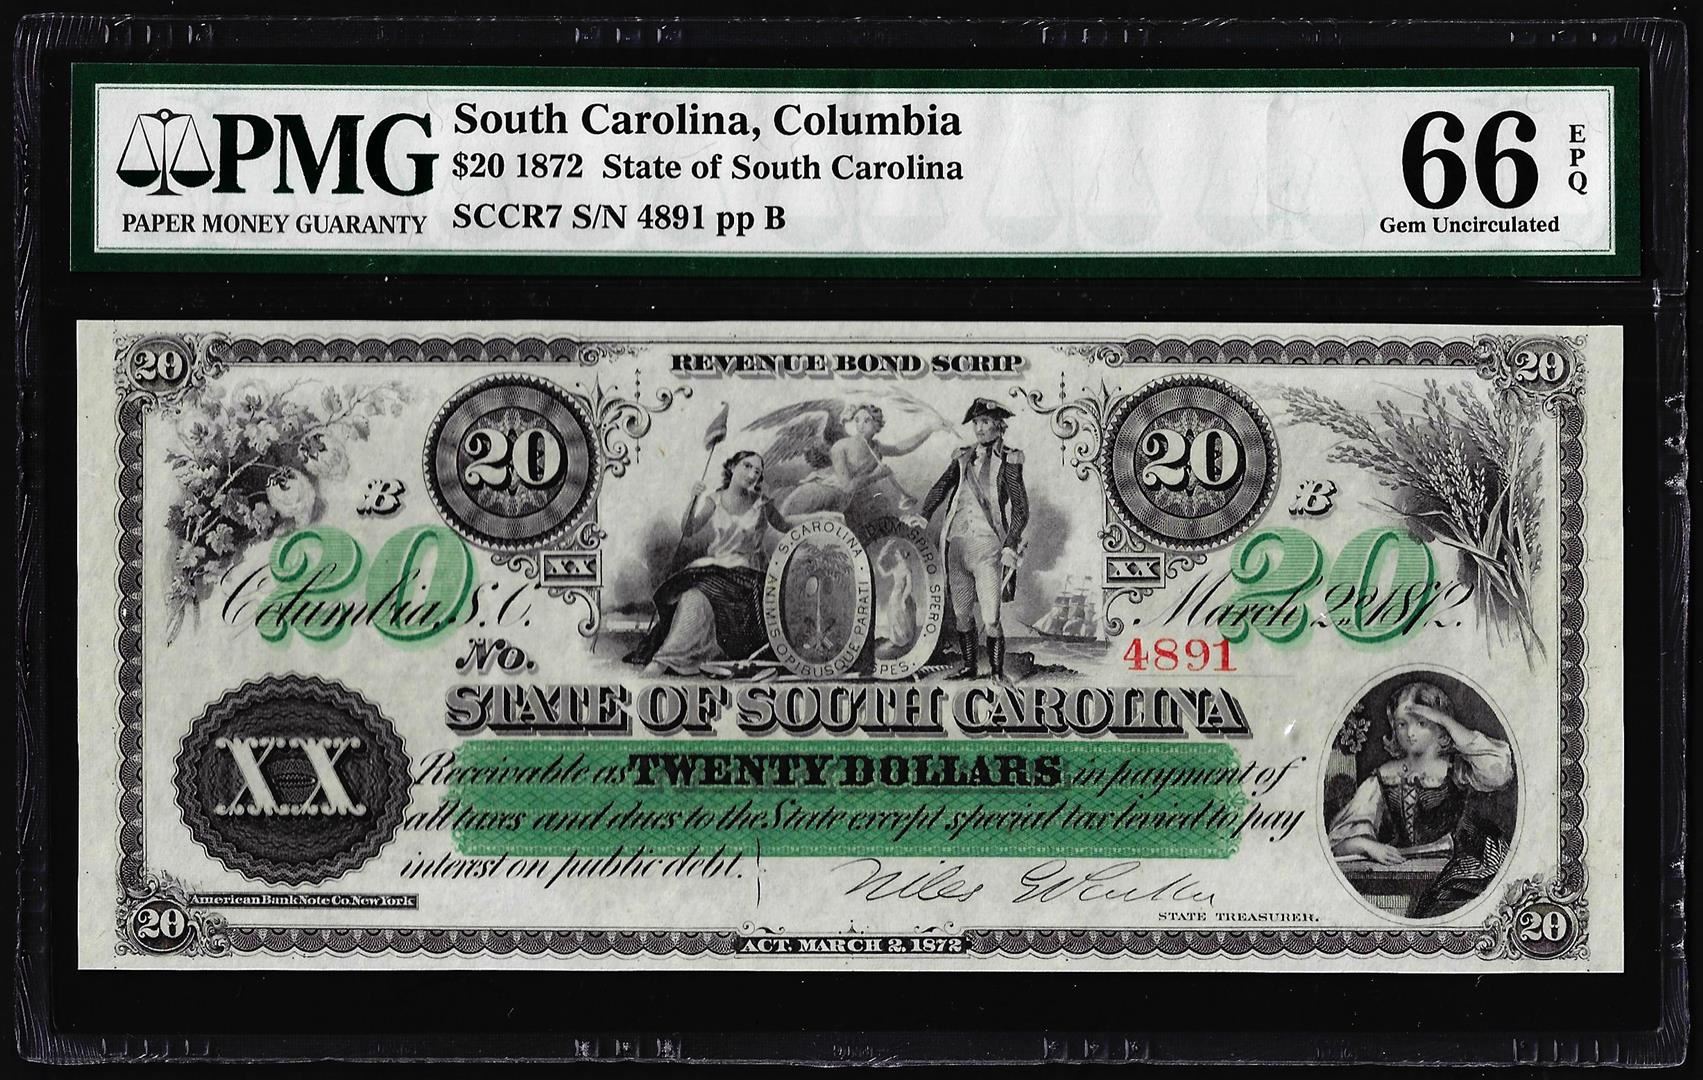 PMG
PAPER MONEY GUARANTY
South Carolina, Columbia
$20 1872 State of South Carolina
SCCR7 S/N 4891 pp B
66
EPQ
Gem Uncirculated
20 REVENUE BOND SCRIP 20
20 20
B B
20 20
S.CAROLINA
ANIMIS OPIBUSQUE PARATI
DUM SPIRO SPERO.
SPES.
XX XX
Columbia, S.C. March 2nd 1872.
No. 4891
STATE OF SOUTH CAROLINA
XX
Receivable as TWENTY DOLLARS in payment of
all taxes and dues to the State except special tax levied to pay
interest on public debt.
American Bank Note Co. New York
STATE TREASURER.
20 ACT. MARCH 2, 1872 20